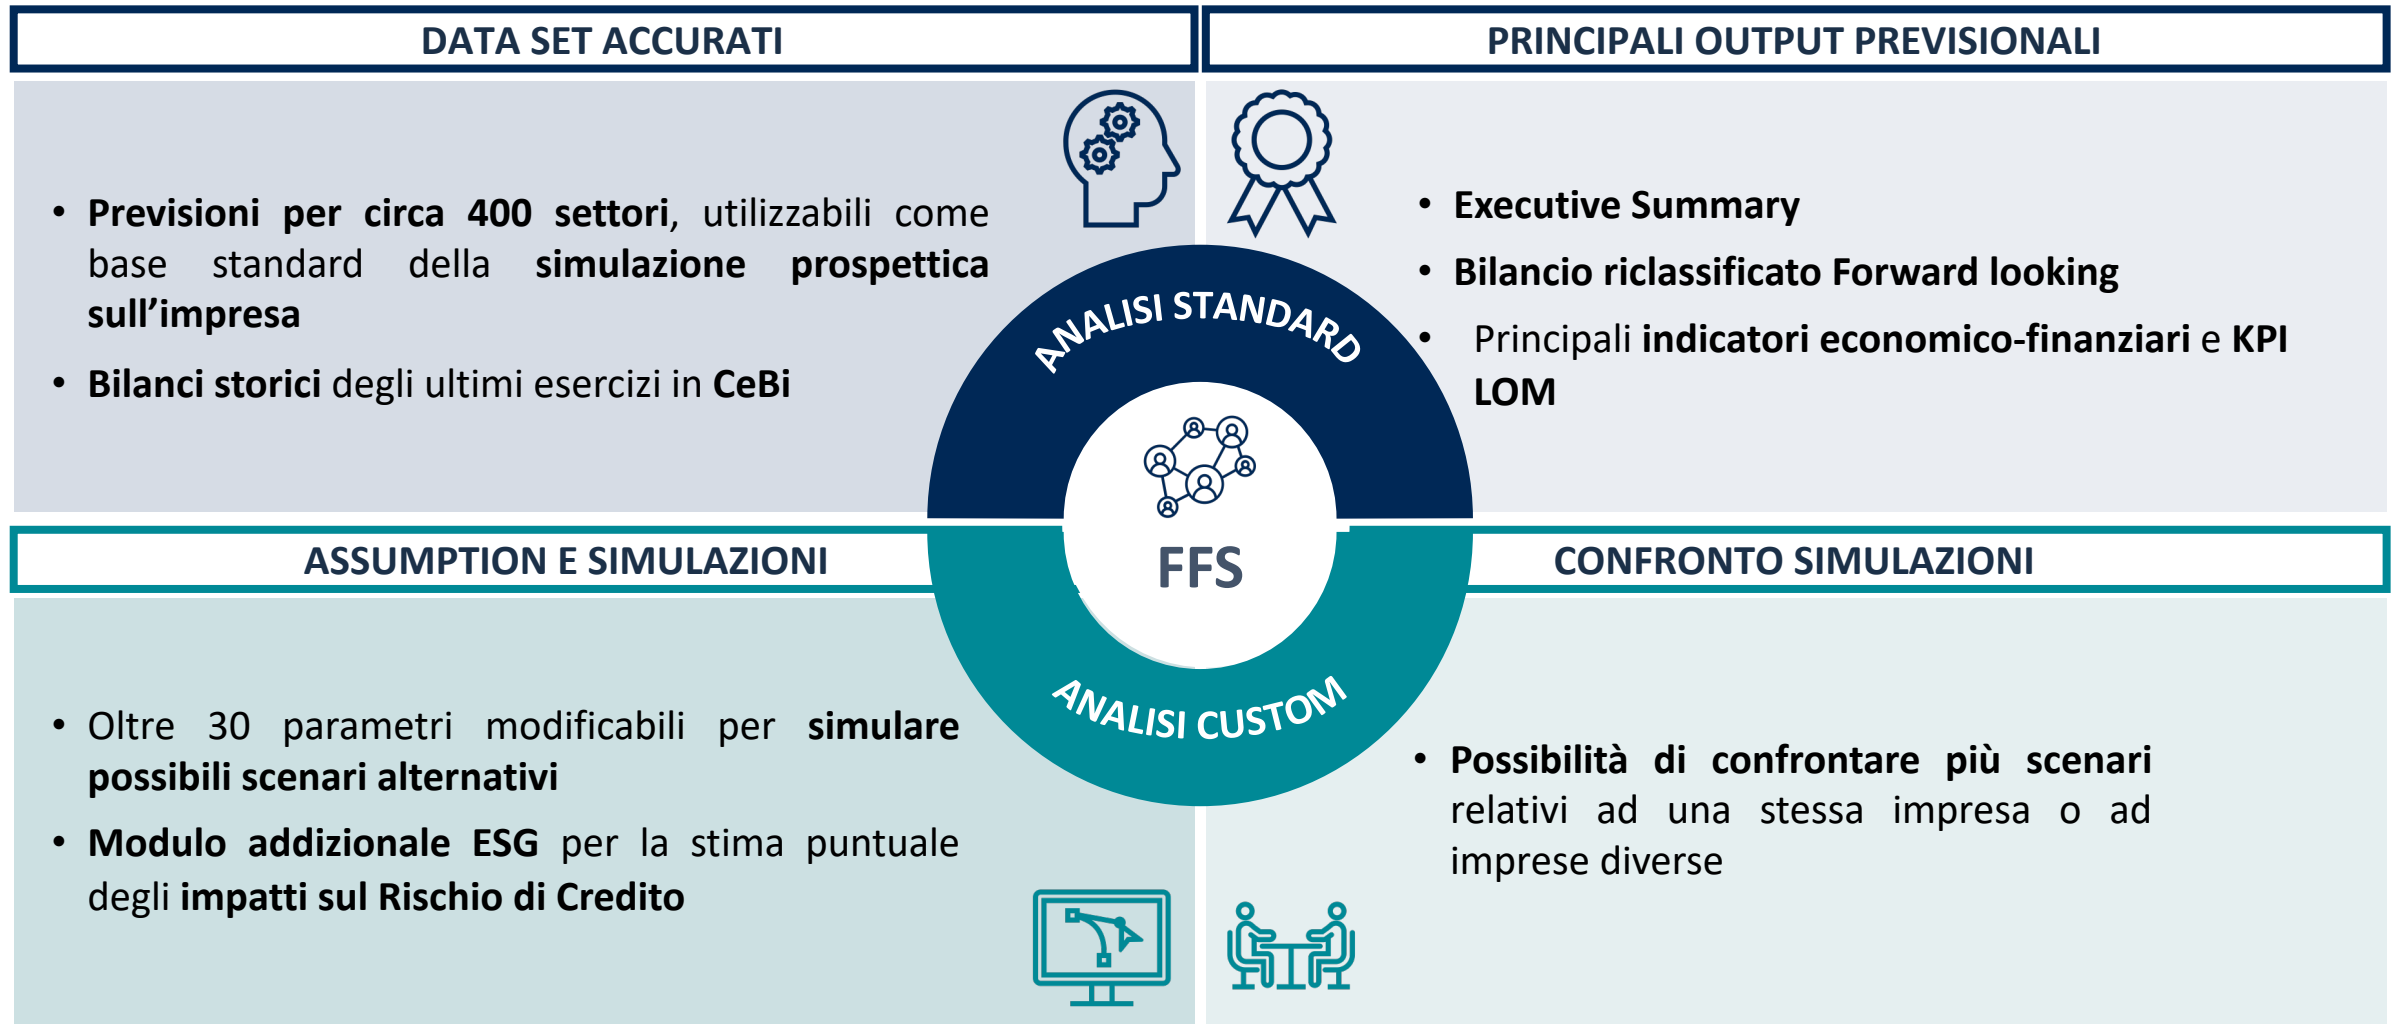 DATA SET ACCURATI
• Previsioni per circa 400 settori, utilizzabili come
base standard della simulazione prospettica
sull’impresa
• Bilanci storici degli ultimi esercizi in CeBi
PRINCIPALI OUTPUT PREVISIONALI
• Executive Summary
• Bilancio riclassificato Forward looking
• Principali indicatori economico-finanziari e KPI
LOM
ANALISI STANDARD
FFS
ANALISI CUSTOM
ASSUMPTION E SIMULAZIONI
• Oltre 30 parametri modificabili per simulare
possibili scenari alternativi
• Modulo addizionale ESG per la stima puntuale
degli impatti sul Rischio di Credito
CONFRONTO SIMULAZIONI
• Possibilità di confrontare più scenari
relativi ad una stessa impresa o ad
imprese diverse